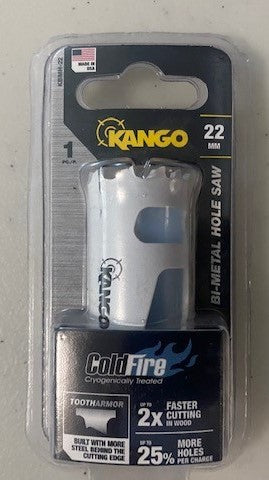 MADE IN
USA
KBMM-22
KANGO
22
MM
1
PC/P.
BI-METAL HOLE SAW
KANGO
ColdFire
Cryogenically Treated
TOOTHARMOR
BUILT WITH MORE
STEEL BEHIND THE
CUTTING EDGE
UP TO
2x
FASTER
CUTTING
IN WOOD
UP TO
25%
MORE
HOLES
PER CHARGE